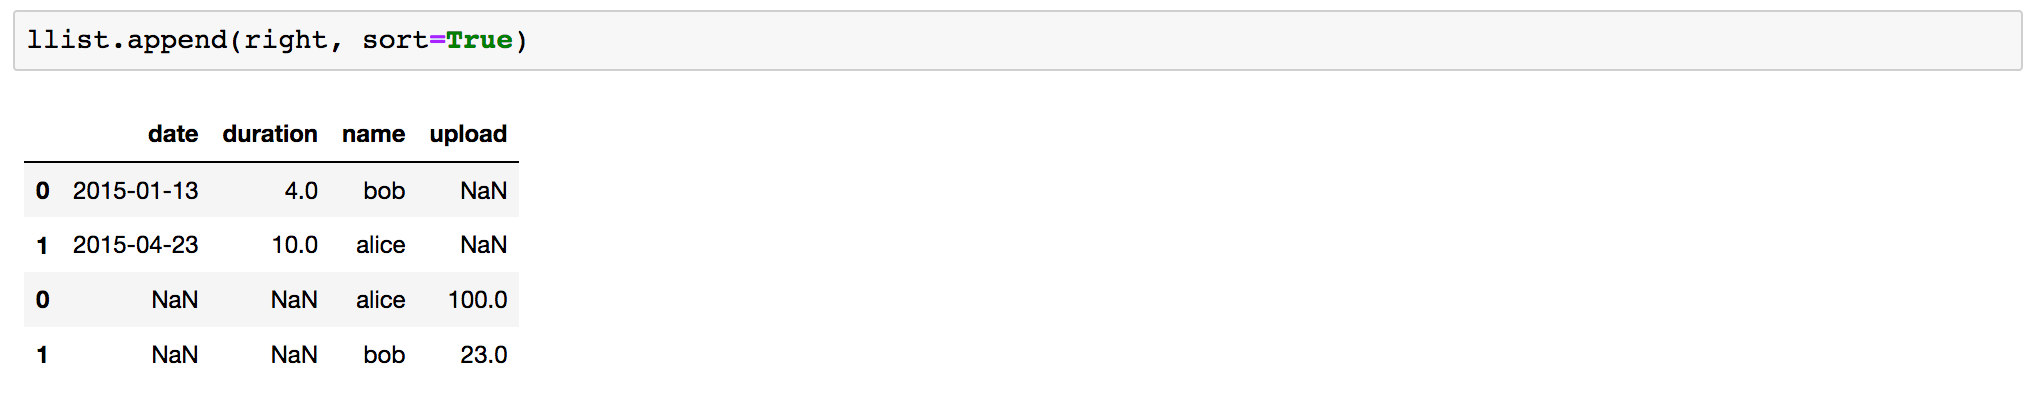 llist.append(right, sort=True)
date duration name upload
0 2015-01-13 4.0 bob NaN
1 2015-04-23 10.0 alice NaN
0 NaN NaN alice 100.0
1 NaN NaN bob 23.0